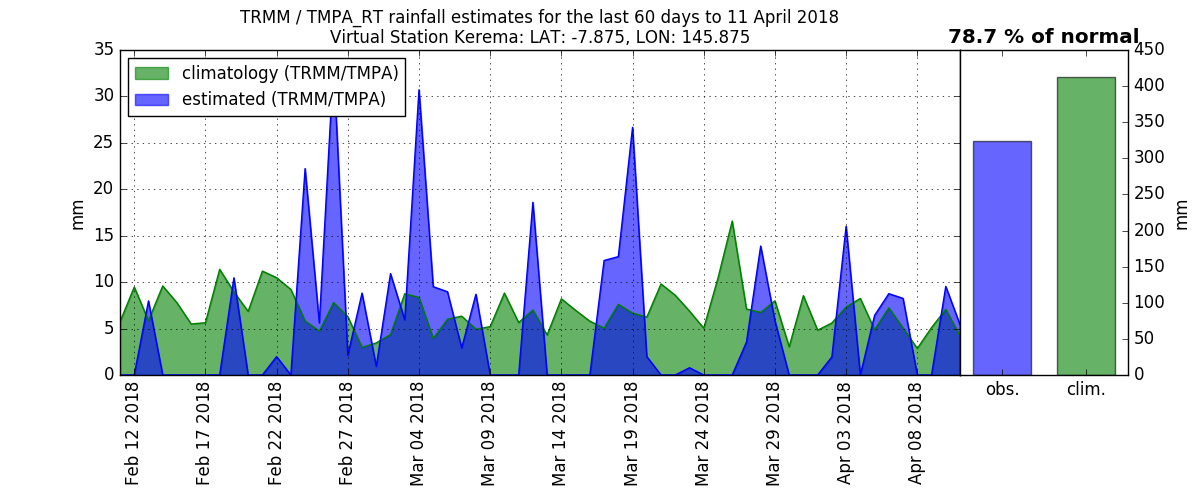 TRMM / TMPA_RT rainfall estimates for the last 60 days to 11 April 2018
Virtual Station Kerema: LAT: -7.875, LON: 145.875
78.7 % of normal
climatology (TRMM/TMPA)
estimated (TRMM/TMPA)
35
30
25
20
15
10
5
0
mm
Feb 12 2018
Feb 17 2018
Feb 22 2018
Feb 27 2018
Mar 04 2018
Mar 09 2018
Mar 14 2018
Mar 19 2018
Mar 24 2018
Mar 29 2018
Apr 03 2018
Apr 08 2018
450
400
350
300
250
200
150
100
50
0
mm
obs.
clim.